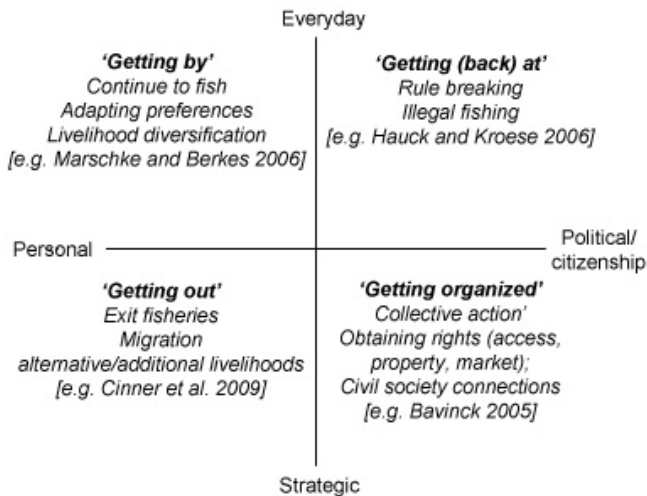 Everyday
'Getting by'
Continue to fish
Adapting preferences
Livelihood diversification
[e.g. Marschke and Berkes 2006]
'Getting (back) at'
Rule breaking
Illegal fishing
[e.g. Hauck and Kroese 2006]
Personal
Political/
citizenship
'Getting out'
Exit fisheries
Migration
alternative/additional livelihoods
[e.g. Cinner et al. 2009]
'Getting organized'
Collective action'
Obtaining rights (access,
property, market);
Civil society connections
[e.g. Bavinck 2005]
Strategic